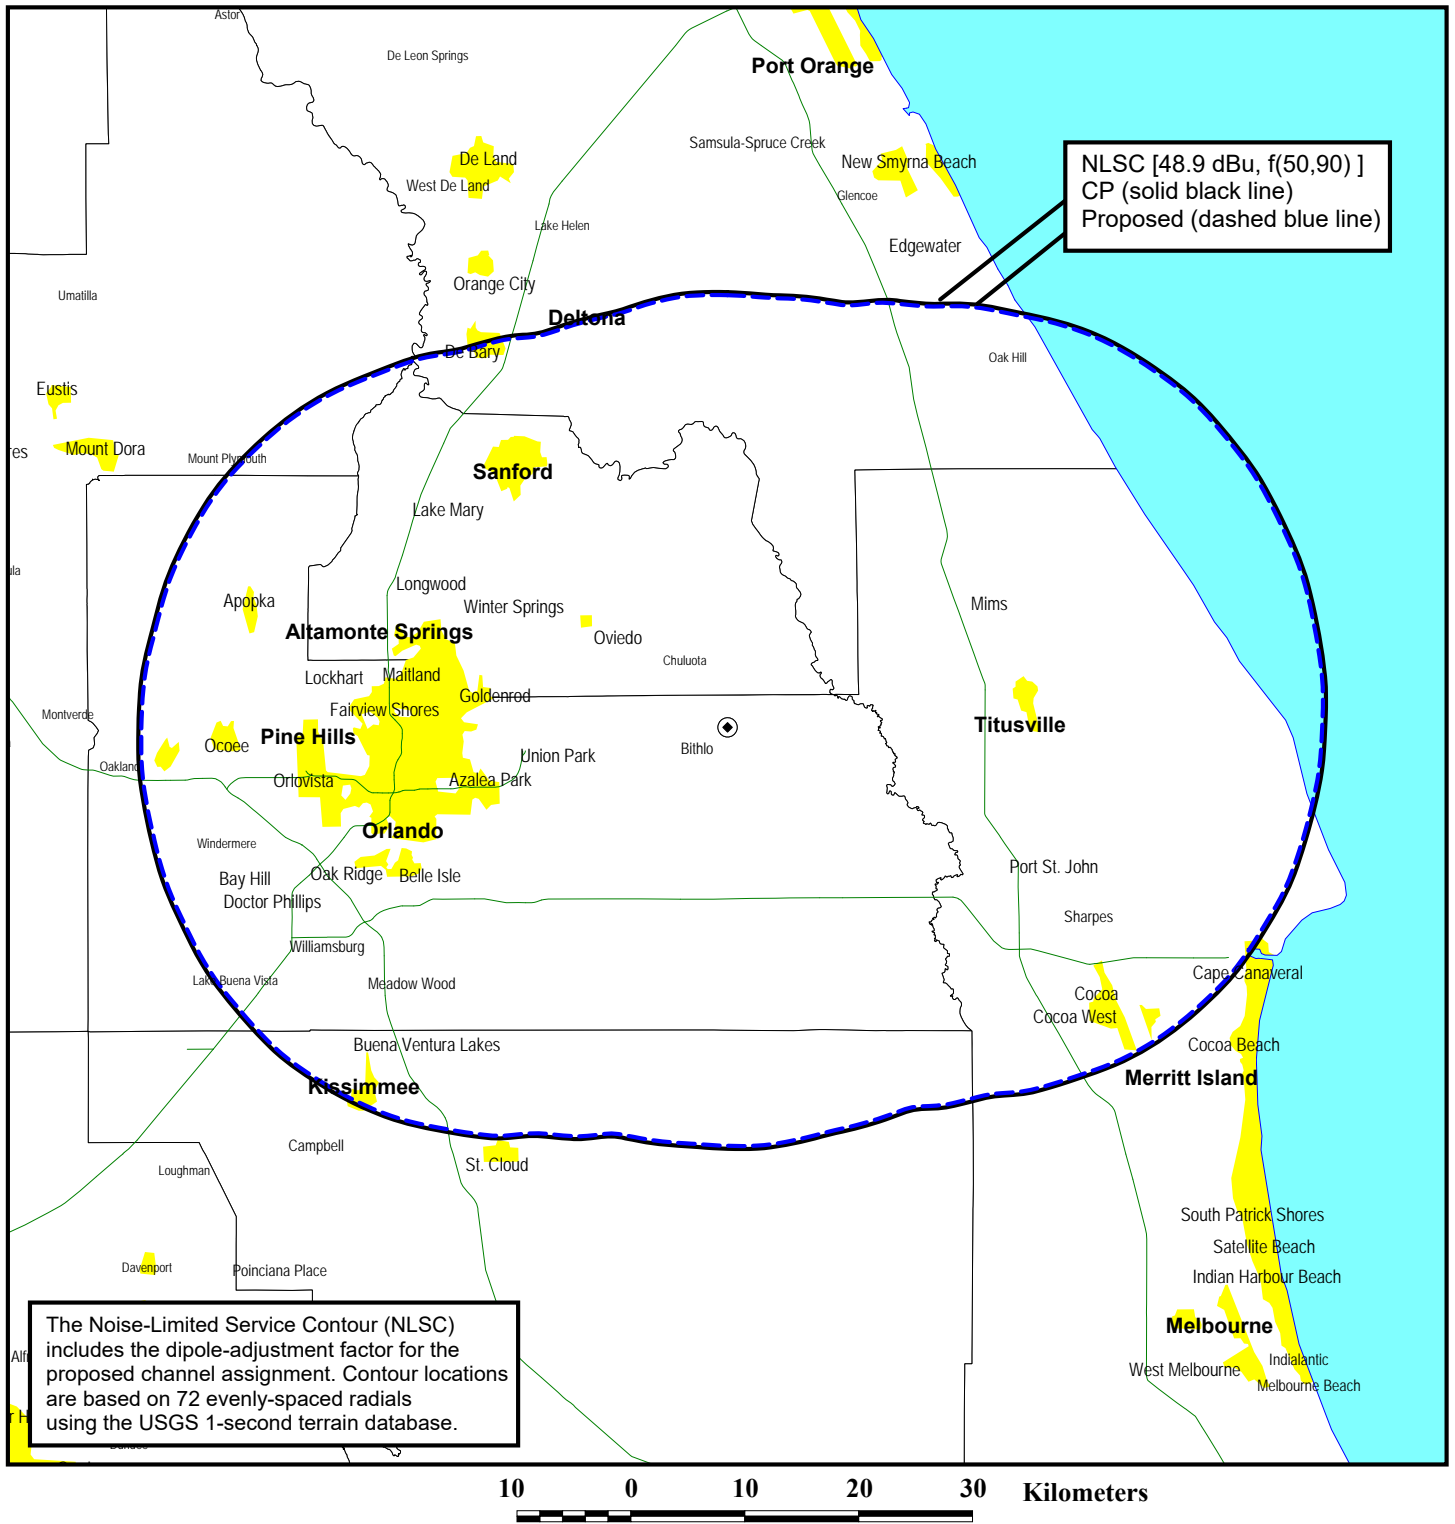 Astor
De Leon Springs
Port Orange
Samsula-Spruce Creek
De Land
New Smyrna Beach
West De Land
Glencoe
Lake Helen
Edgewater
NLSC [48.9 dBu, f(50,90) ]
CP (solid black line)
Proposed (dashed blue line)
Orange City
Umatilla
Deltona
De Bary
Oak Hill
Eustis
Mount Dora
res
Mount Plymouth
Sanford
Lake Mary
ula
Longwood
Apopka
Winter Springs
Mims
Altamonte Springs
Oviedo
Chuluota
Lockhart
Maitland
Goldenrod
Montverde
Fairview Shores
Titusville
Pine Hills
Ocoee
Bithlo
Union Park
Oakland
Orlovista
Azalea Park
Orlando
Windermere
Port St. John
Bay Hill
Oak Ridge
Belle Isle
Doctor Phillips
Sharpes
Williamsburg
Lake Buena Vista
Meadow Wood
Cape Canaveral
Cocoa
Cocoa West
Buena Ventura Lakes
Cocoa Beach
Kissimmee
Merritt Island
Campbell
St. Cloud
Loughman
South Patrick Shores
Satellite Beach
Davenport
Poinciana Place
Indian Harbour Beach
The Noise-Limited Service Contour (NLSC)
includes the dipole-adjustment factor for the
proposed channel assignment. Contour locations
are based on 72 evenly-spaced radials
using the USGS 1-second terrain database.
Melbourne
Alf
West Melbourne
Indialantic
Melbourne Beach
r H
10 0 10 20 30 Kilometers